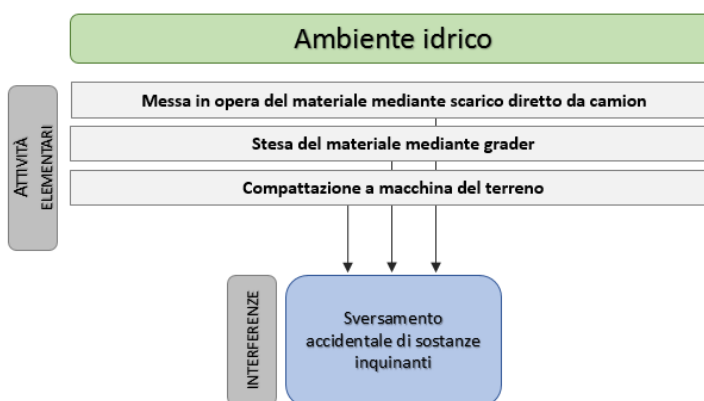 Ambiente idrico
Messa in opera del materiale mediante scarico diretto da camion
Stesa del materiale mediante grader
Compattazione a macchina del terreno
ATTIVITÀ
ELEMENTARI
INTERFERENZE
Sversamento
accidentale di sostanze
inquinanti